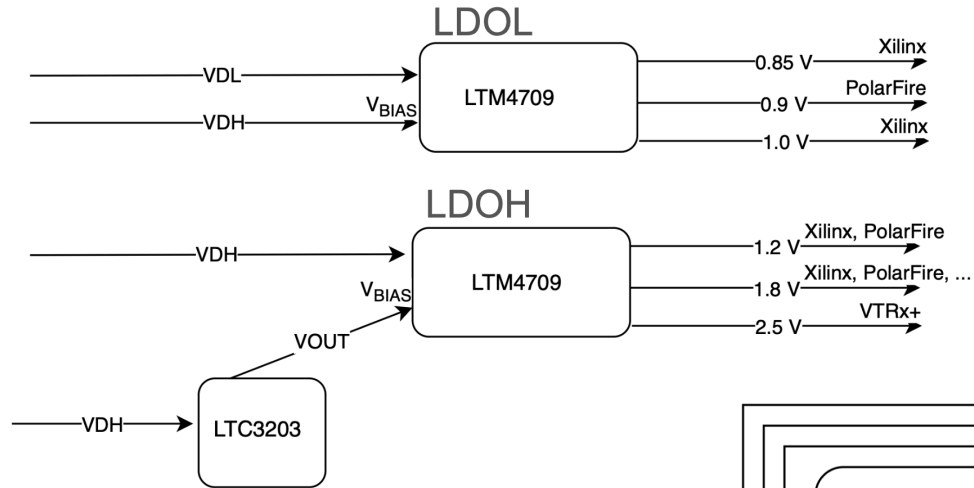 LDOL
VDL
VDH
V_BIAS
LTM4709
0.85 V
Xilinx
0.9 V
PolarFire
1.0 V
Xilinx
LDOH
VDH
V_BIAS
LTM4709
1.2 V
Xilinx, PolarFire
1.8 V
Xilinx, PolarFire, ...
2.5 V
VTRx+
VOUT
VDH
LTC3203